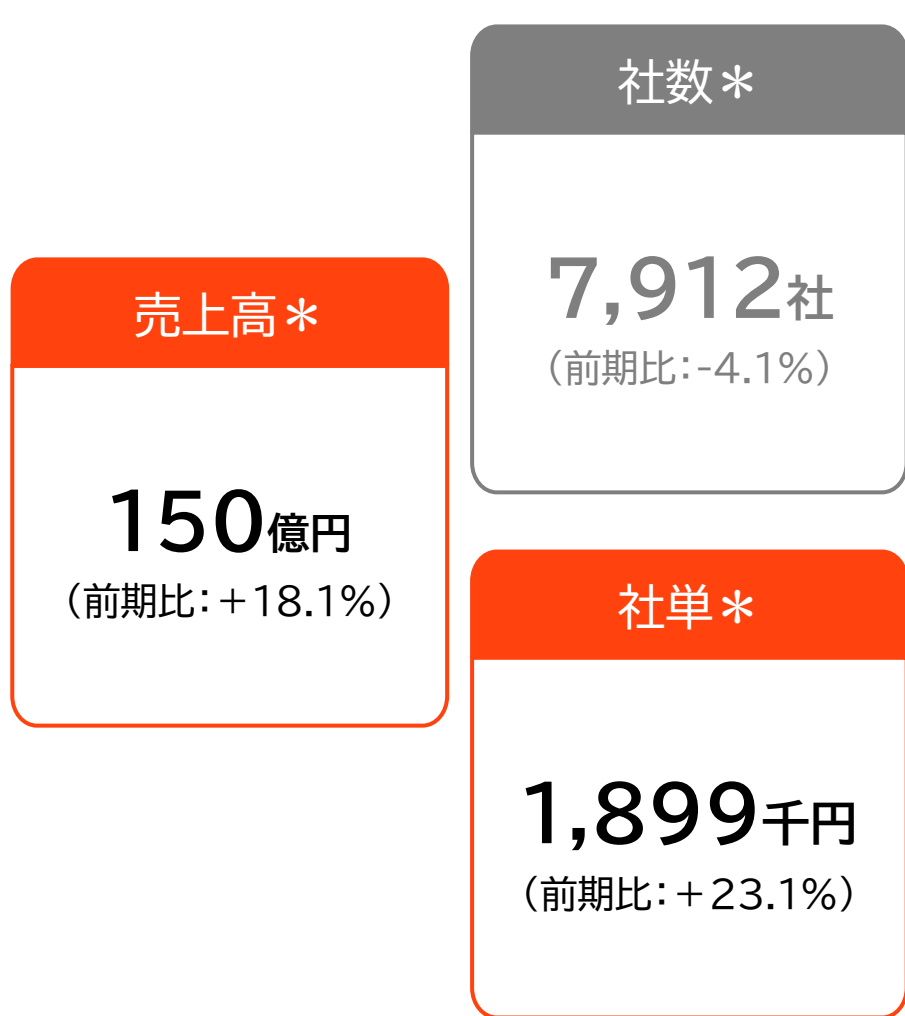 売上高＊
150億円
（前期比：＋18.1%）
社数＊
7,912社
（前期比：-4.1%）
社単＊
1,899千円
（前期比：＋23.1%）